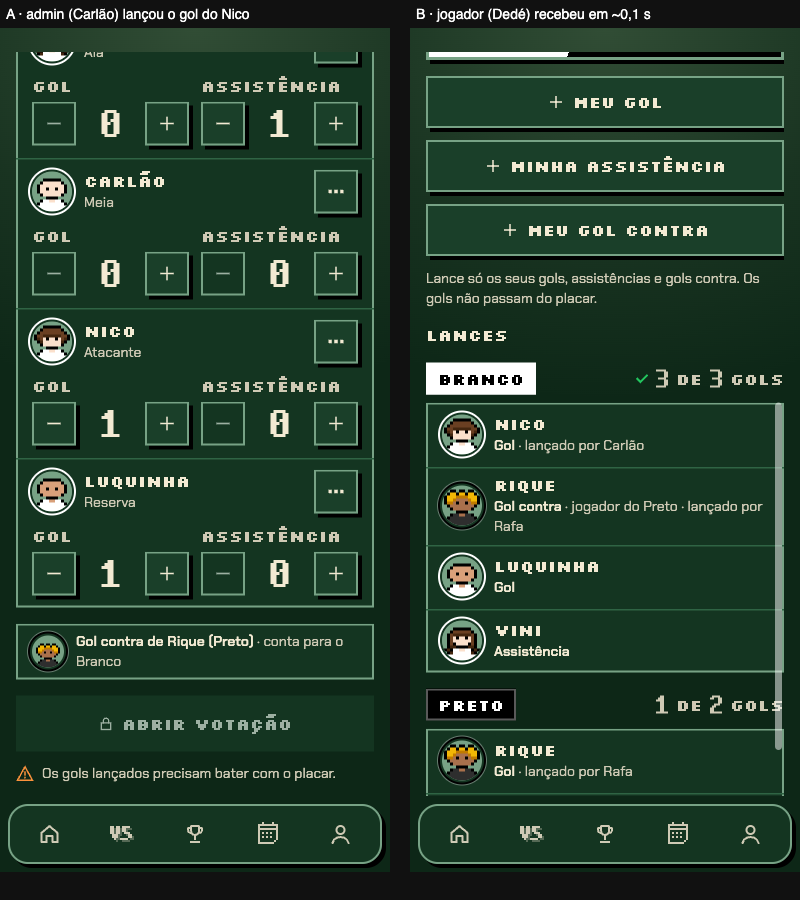 A · admin (Carlão) lançou o gol do Nico
Ala
GOL ASSISTÊNCIA
− 0 + − 1 +
CARLÃO
Meia
...
GOL ASSISTÊNCIA
− 0 + − 0 +
NICO
Atacante
...
GOL ASSISTÊNCIA
− 1 + − 0 +
LUQUINHA
Reserva
...
GOL ASSISTÊNCIA
− 1 + − 0 +
Gol contra de Rique (Preto) · conta para o
Branco
ABRIR VOTAÇÃO
Os gols lançados precisam bater com o placar.
VS
B · jogador (Dedé) recebeu em ~0,1 s
+ MEU GOL
+ MINHA ASSISTÊNCIA
+ MEU GOL CONTRA
Lance só os seus gols, assistências e gols contra. Os
gols não passam do placar.
LANCES
BRANCO 3 DE 3 GOLS
NICO
Gol · lançado por Carlão
RIQUE
Gol contra · jogador do Preto · lançado por
Rafa
LUQUINHA
Gol
VINI
Assistência
PRETO 1 DE 2 GOLS
RIQUE
Gol · lançado por Rafa
VS